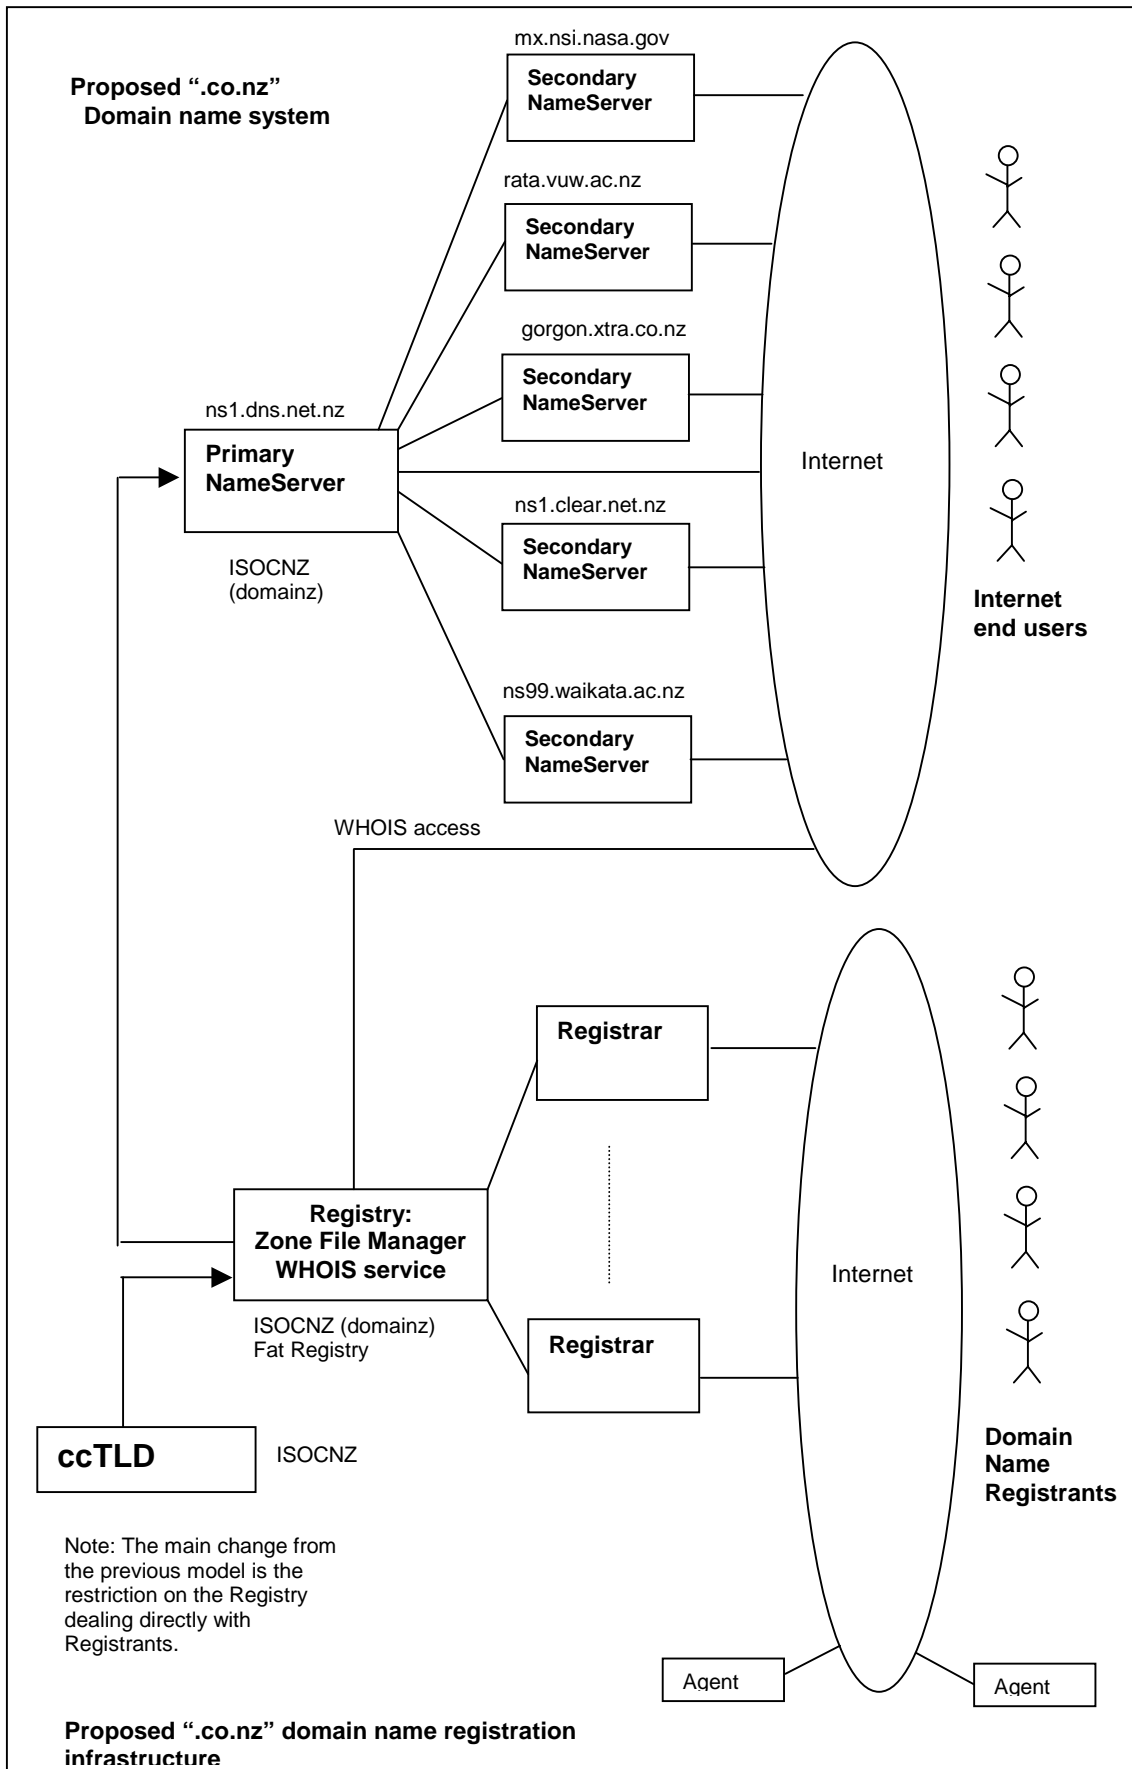 mx.nsi.nasa.gov
Proposed “.co.nz”
Domain name system
Secondary
NameServer
rata.vuw.ac.nz
Secondary
NameServer
gorgon.xtra.co.nz
Secondary
NameServer
ns1.dns.net.nz
Primary
NameServer
Internet
ns1.clear.net.nz
Secondary
NameServer
ISOCNZ
(domainz)
Internet
end users
ns99.waikata.ac.nz
Secondary
NameServer
WHOIS access
Registrar
Registry:
Zone File Manager
WHOIS service
Internet
ISOCNZ (domainz)
Fat Registry
Registrar
ccTLD
ISOCNZ
Domain
Name
Registrants
Note: The main change from
the previous model is the
restriction on the Registry
dealing directly with
Registrants.
Agent
Agent
Proposed “.co.nz” domain name registration
infrastructure